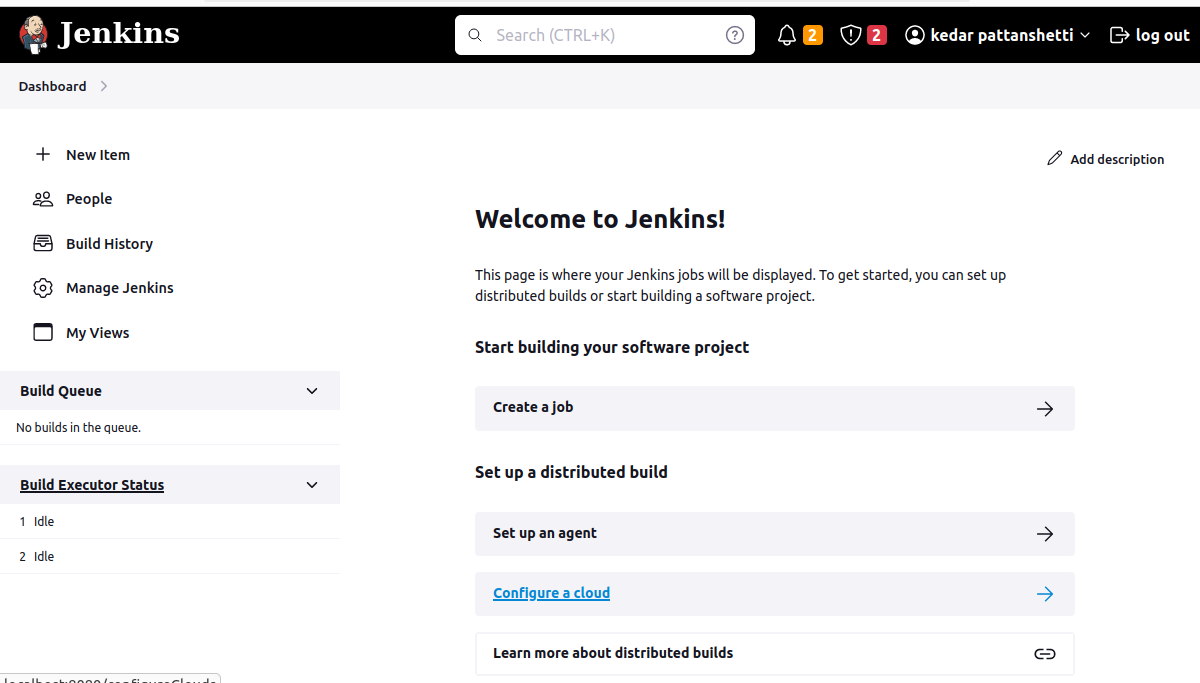 Jenkins
Search (CTRL+K)
?
2
2
kedar pattanshetti
log out
Dashboard
New Item
People
Build History
Manage Jenkins
My Views
Add description
Welcome to Jenkins!
This page is where your Jenkins jobs will be displayed. To get started, you can set up
distributed builds or start building a software project.
Start building your software project
Create a job
Set up a distributed build
Set up an agent
Configure a cloud
Learn more about distributed builds
Build Queue
No builds in the queue.
Build Executor Status
1 Idle
2 Idle